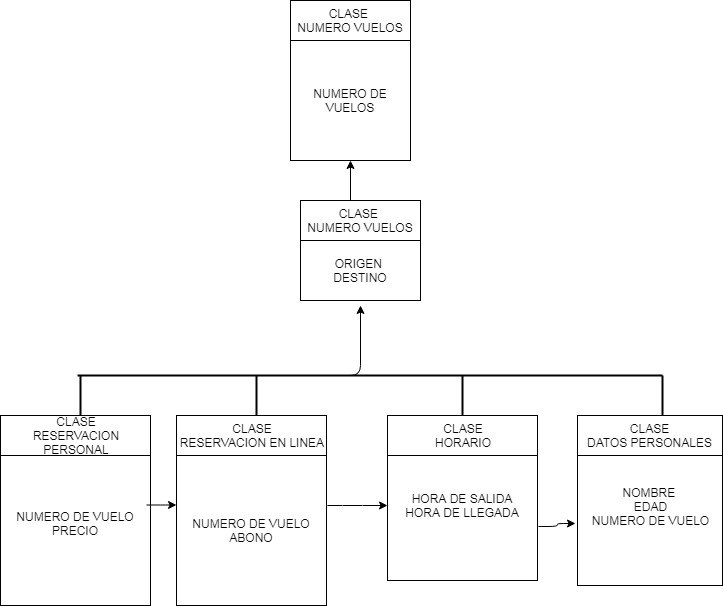 CLASE
NUMERO VUELOS
NUMERO DE
VUELOS
CLASE
NUMERO VUELOS
ORIGEN
DESTINO
CLASE
RESERVACION
PERSONAL
NUMERO DE VUELO
PRECIO
CLASE
RESERVACION EN LINEA
NUMERO DE VUELO
ABONO
CLASE
HORARIO
HORA DE SALIDA
HORA DE LLEGADA
CLASE
DATOS PERSONALES
NOMBRE
EDAD
NUMERO DE VUELO